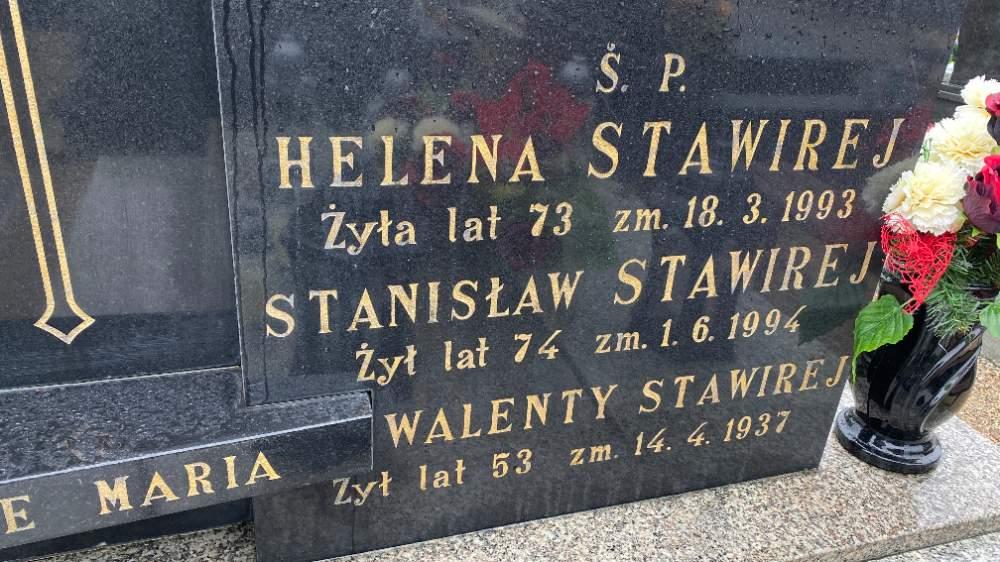 Ś. P.
HELENA STAWIREJ
Żyła lat 73 zm. 18. 3. 1993
STANISŁAW STAWIREJ
Żył lat 74 zm. 1. 6. 1994
WALENTY STAWIREJ
Żył lat 53 zm. 14. 4. 1937
MARIA